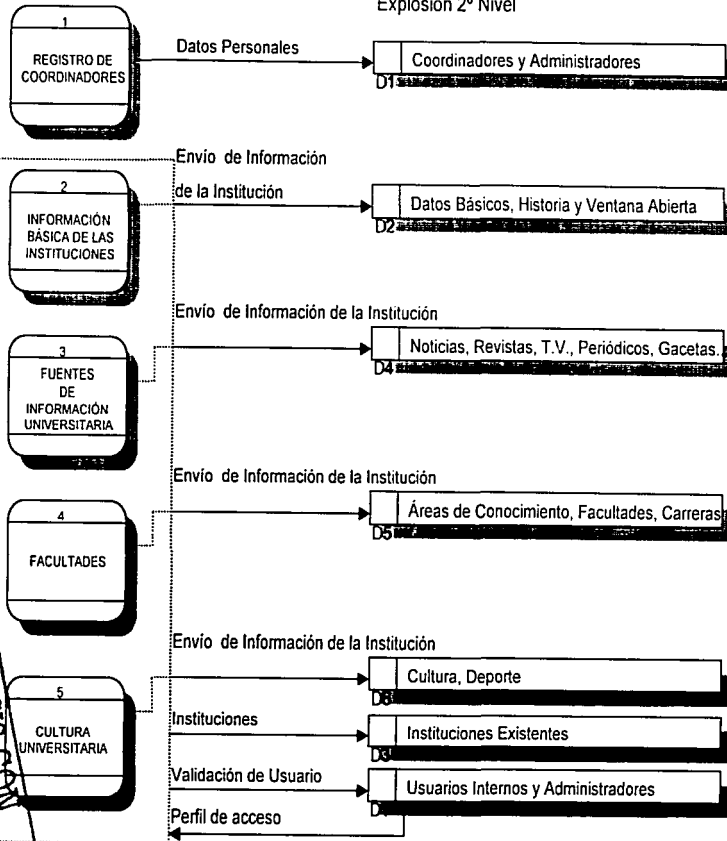 Explosión 2º Nivel
1
REGISTRO DE
COORDINADORES
Datos Personales
Coordinadores y Administradores
D1
Envío de Información
de la Institución
2
INFORMACIÓN
BÁSICA DE LAS
INSTITUCIONES
Datos Básicos, Historia y Ventana Abierta
D2
Envío de Información de la Institución
3
FUENTES
DE
INFORMACIÓN
UNIVERSITARIA
Noticias, Revistas, T.V., Periódicos, Gacetas.
D4
Envío de Información de la Institución
4
FACULTADES
Áreas de Conocimiento, Facultades, Carreras
D5
Envío de Información de la Institución
5
CULTURA
UNIVERSITARIA
Cultura, Deporte
D6
Instituciones
Instituciones Existentes
D3
Validación de Usuario
Usuarios Internos y Administradores
Perfil de acceso